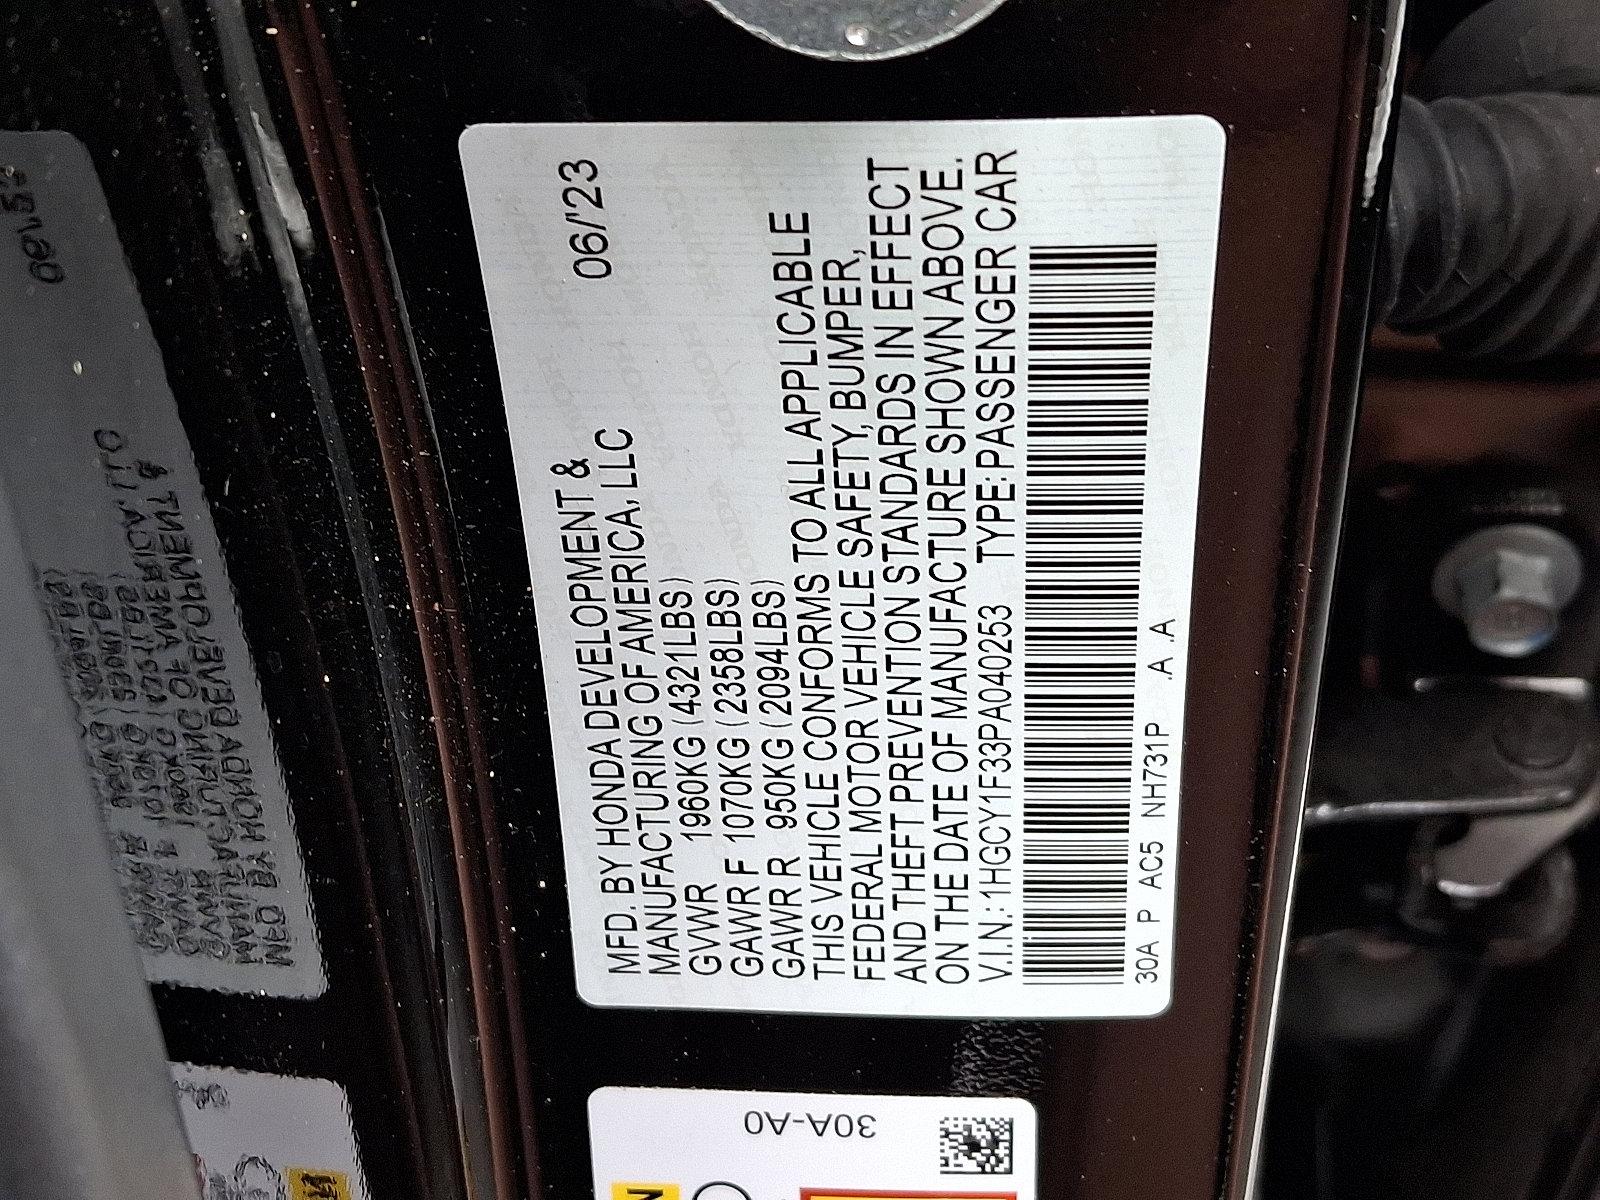 06/'23
MFD. BY HONDA DEVELOPMENT &
MANUFACTURING OF AMERICA, LLC
GVWR 1960KG (4321LBS)
GAWR F 1070KG (2358LBS)
GAWR R 950KG (2094LBS)
THIS VEHICLE CONFORMS TO ALL APPLICABLE
FEDERAL MOTOR VEHICLE SAFETY, BUMPER,
AND THEFT PREVENTION STANDARDS IN EFFECT
ON THE DATE OF MANUFACTURE SHOWN ABOVE.
V.I.N.: 1HGCY1F33PA040253 TYPE: PASSENGER CAR
30A P AC5 NH731P .A .A
30A-A0